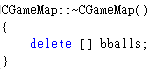 CGameMap::~CGameMap()
{
    delete [] bballs;
}